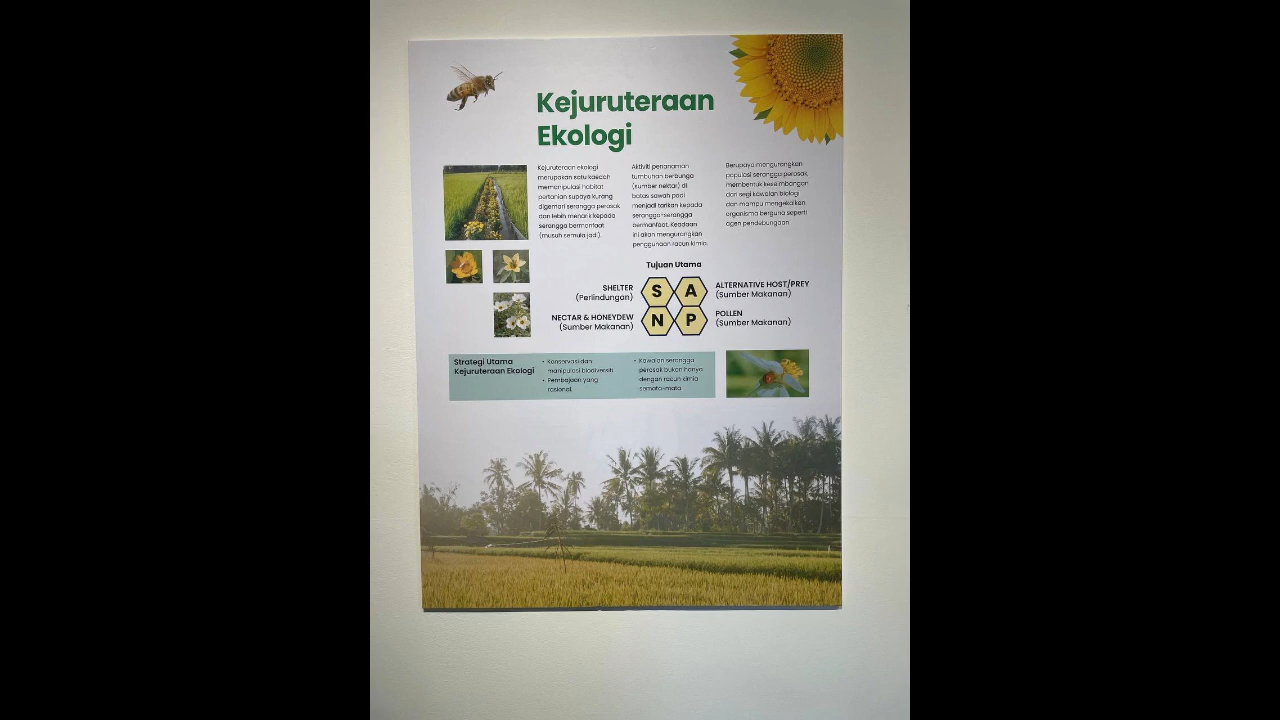 Kejuruteraan
Ekologi
Kejuruteraan ekologi
merupakan satu kaedah
memanipulasi habitat
pertanian supaya kurang
digemari serangga perosak
dan lebih menarik kepada
serangga bermanfaat
(musuh semula jadi).
Aktiviti penanaman
tumbuhan berbunga
(sumber nektar) di
batas sawah padi
menjadi tarikan kepada
serangga-serangga
bermanfaat. Keadaan
ini akan mengurangkan
penggunaan racun kimia.
Berupaya mengurangkan
populasi serangga perosak,
membentuk keseimbangan
dari segi kawalan biologi
dan mampu mengekalkan
organisma berguna seperti
agen pendebungaan.
Tujuan Utama
SHELTER
(Perlindungan)
S A
ALTERNATIVE HOST/PREY
(Sumber Makanan)
NECTAR & HONEYDEW
(Sumber Makanan)
N P
POLLEN
(Sumber Makanan)
Strategi Utama
Kejuruteraan Ekologi
• Konservasi dan
manipulasi biodiversiti.
• Pembajaan yang
rasional.
• Kawalan serangga
perosak bukan hanya
dengan racun kimia
semata-mata.